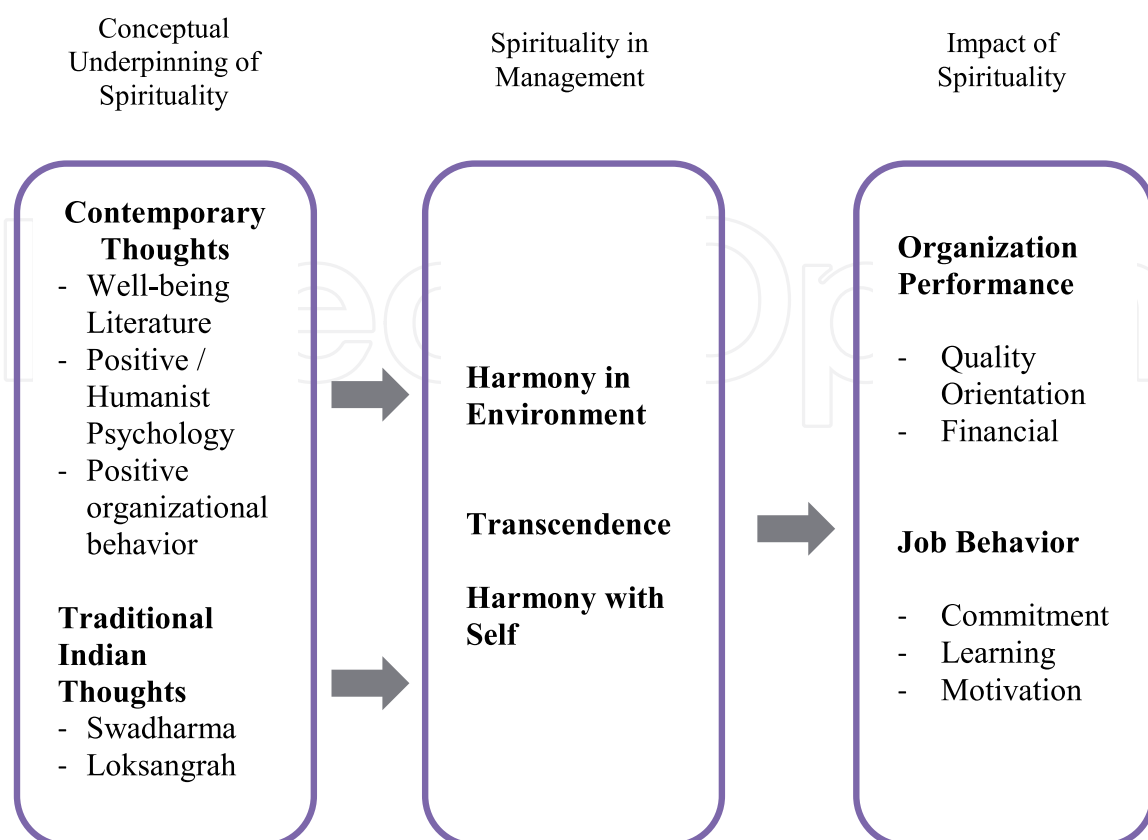 Conceptual
Underpinning of
Spirituality
Spirituality in
Management
Impact of
Spirituality
Contemporary
Thoughts
- Well-being
Literature
- Positive /
Humanist
Psychology
- Positive
organizational
behavior
Traditional
Indian
Thoughts
- Swadharma
- Loksangrah
Harmony in
Environment
Transcendence
Harmony with
Self
Organization
Performance
- Quality
Orientation
- Financial
Job Behavior
- Commitment
- Learning
- Motivation